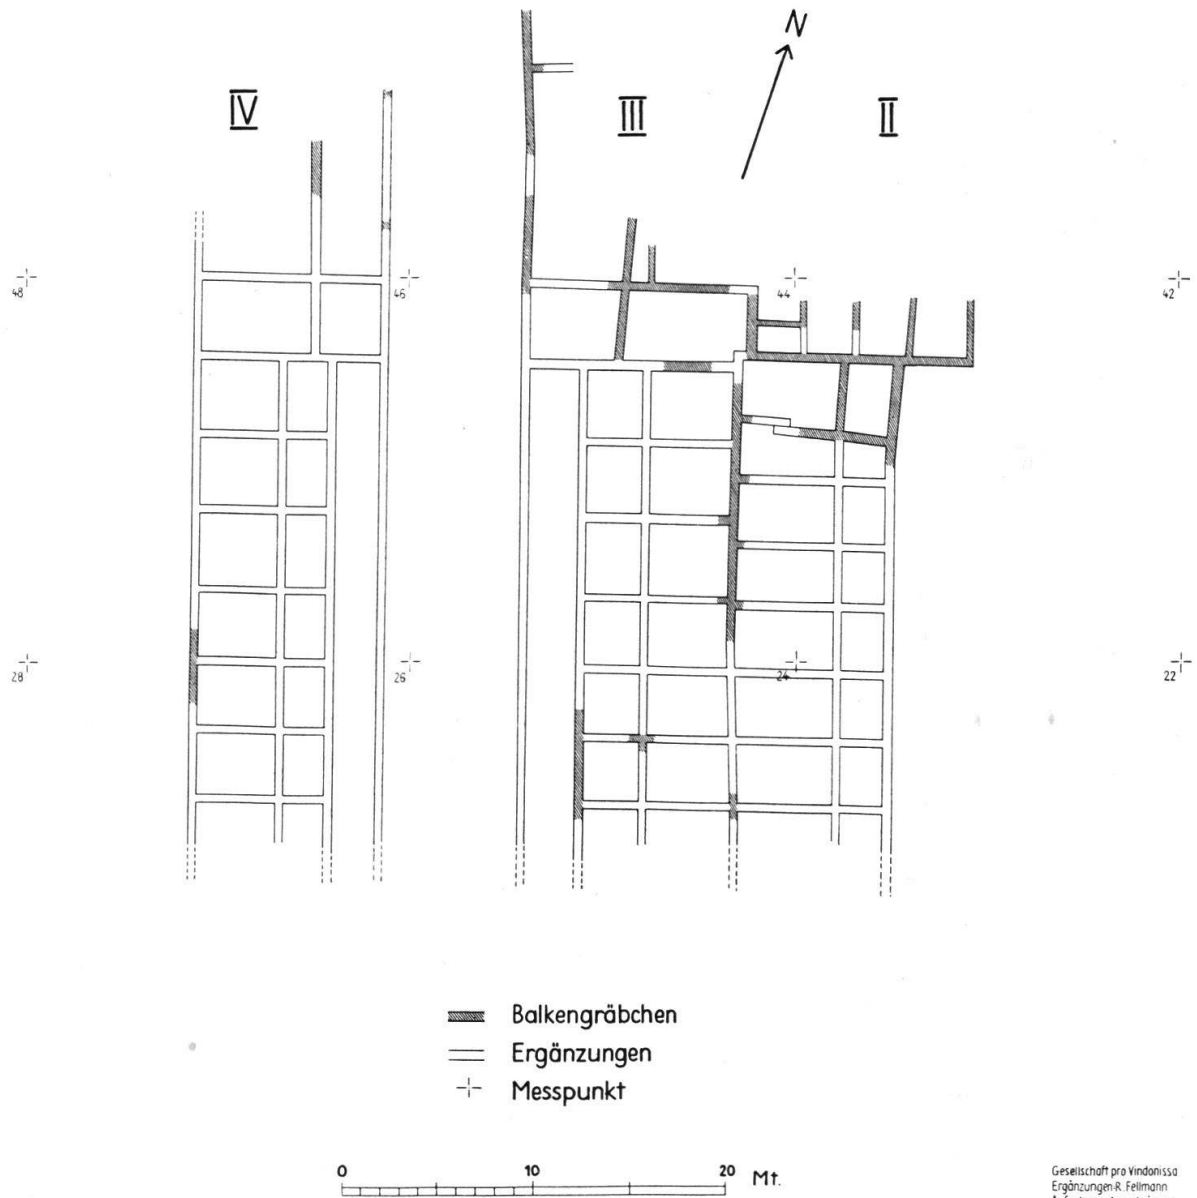 N
IV
III
II
48
46
44
42
28
26
24
22
Balkengräbchen
Ergänzungen
Messpunkt
0 10 20 Mt.
Gesellschaft pro Vindonissa
Ergänzungen: R. Fellmann